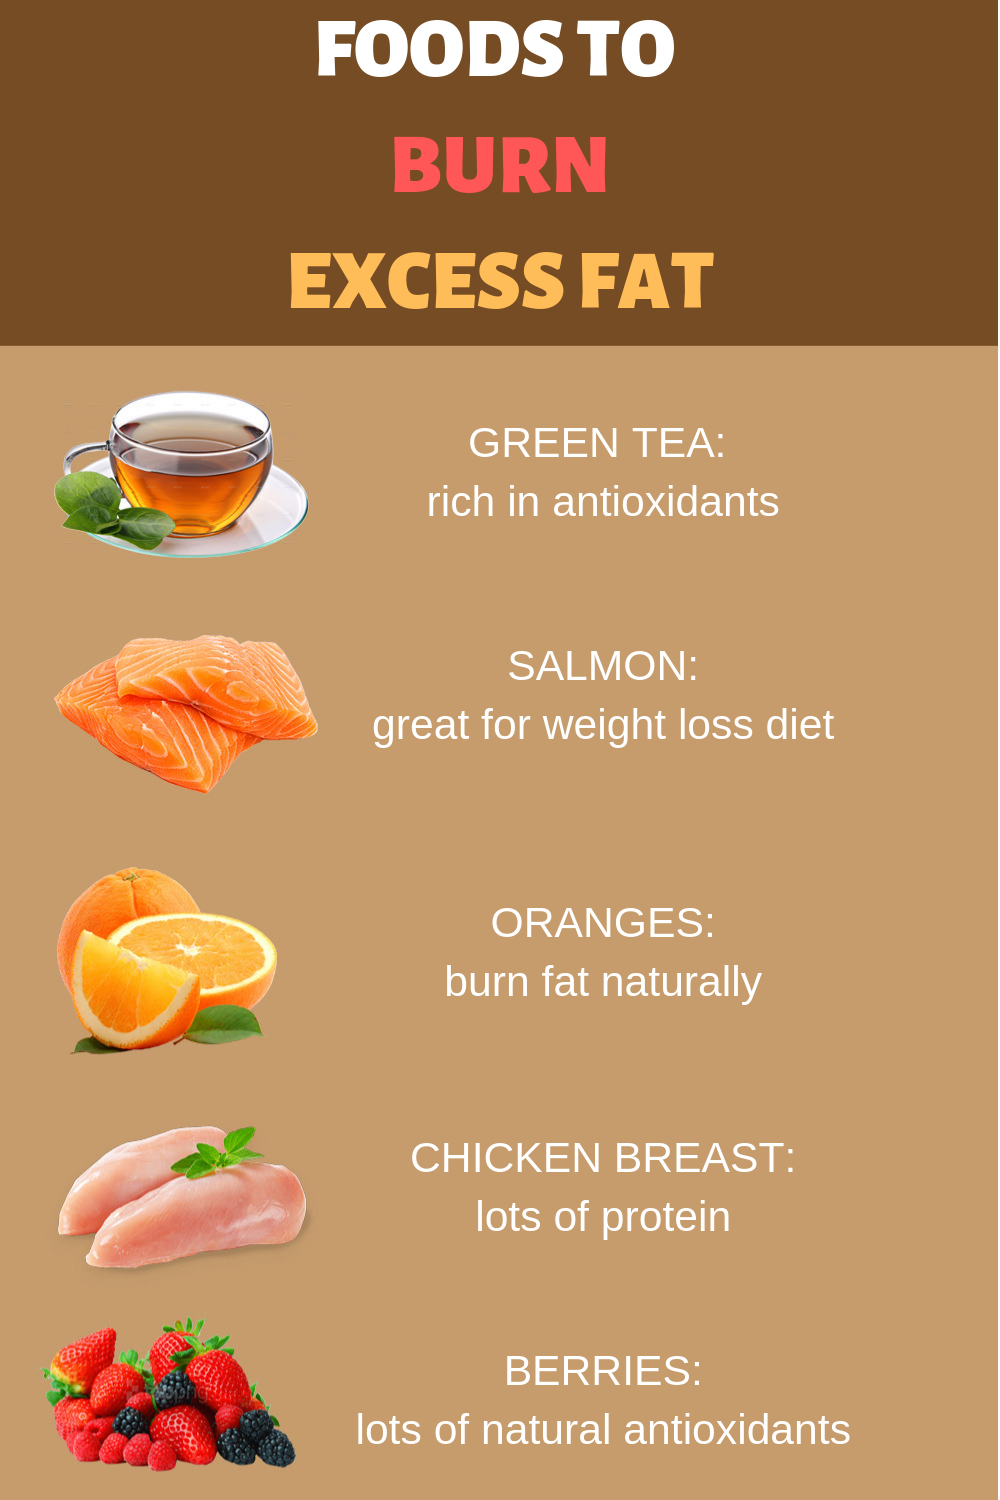 FOODS TO
BURN
EXCESS FAT
GREEN TEA:
rich in antioxidants
SALMON:
great for weight loss diet
ORANGES:
burn fat naturally
CHICKEN BREAST:
lots of protein
BERRIES:
lots of natural antioxidants